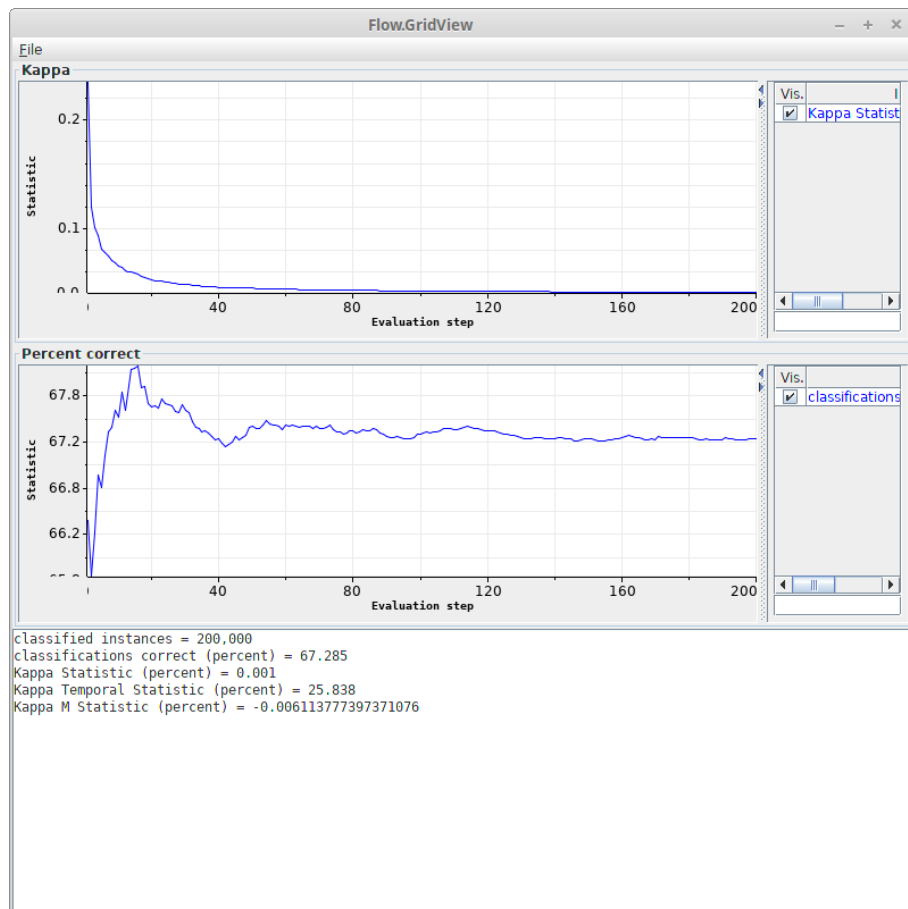 Flow.GridView
File
Kappa
Statistic
0.2
0.1
0.0
40 80 120 160 200
Evaluation step
Vis. I
Kappa Statist
Percent correct
Statistic
67.8
67.2
66.8
66.2
40 80 120 160 200
Evaluation step
Vis.
classifications
classified instances = 200,000
classifications correct (percent) = 67.285
Kappa Statistic (percent) = 0.001
Kappa Temporal Statistic (percent) = 25.838
Kappa M Statistic (percent) = -0.006113777397371076